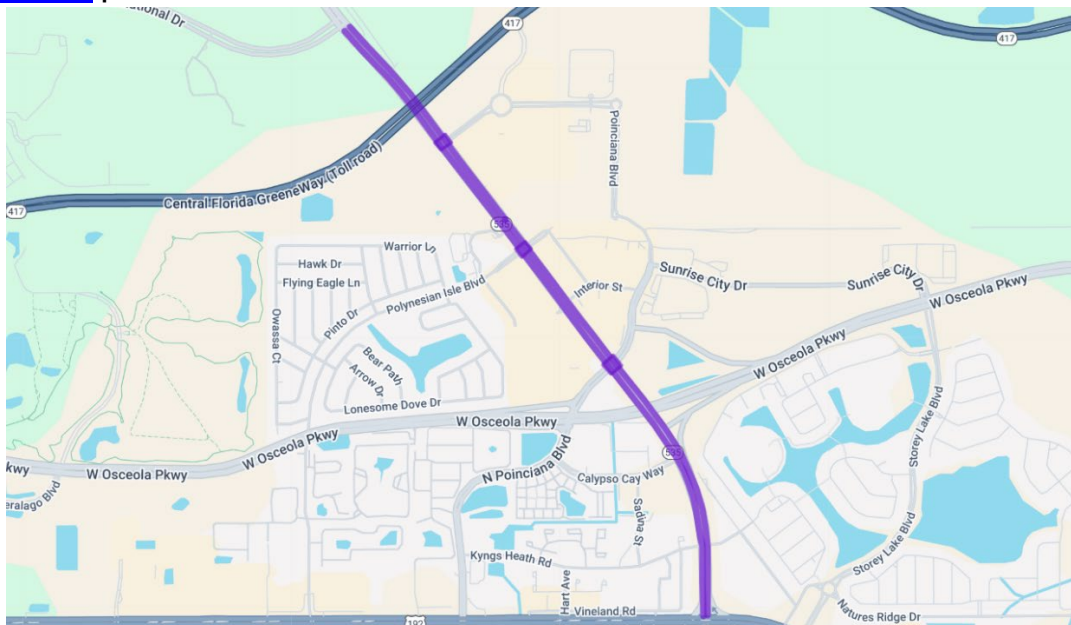 ational Dr
417
417
Central Florida GreeneWay (Toll road)
417
Poinciana Blvd
535
Warrior Ln
Hawk Dr
Flying Eagle Ln
Polynesian Isle Blvd
Pinto Dr
Owassa Ct
Bear Path
Arrow Dr
Lonesome Dove Dr
Interior St
Sunrise City Dr
Sunrise City Dr
W Osceola Pkwy
W Osceola Pkwy
W Osceola Pkwy
W Osceola Pkwy
W Osceola Pkwy
kwy
eralago Blvd
N Poinciana Blvd
Calypso Cay Way
535
Sadina St
Storey Lake Blvd
Storey Lake Blvd
Kyngs Heath Rd
Hart Ave
Vineland Rd
192
Natures Ridge Dr